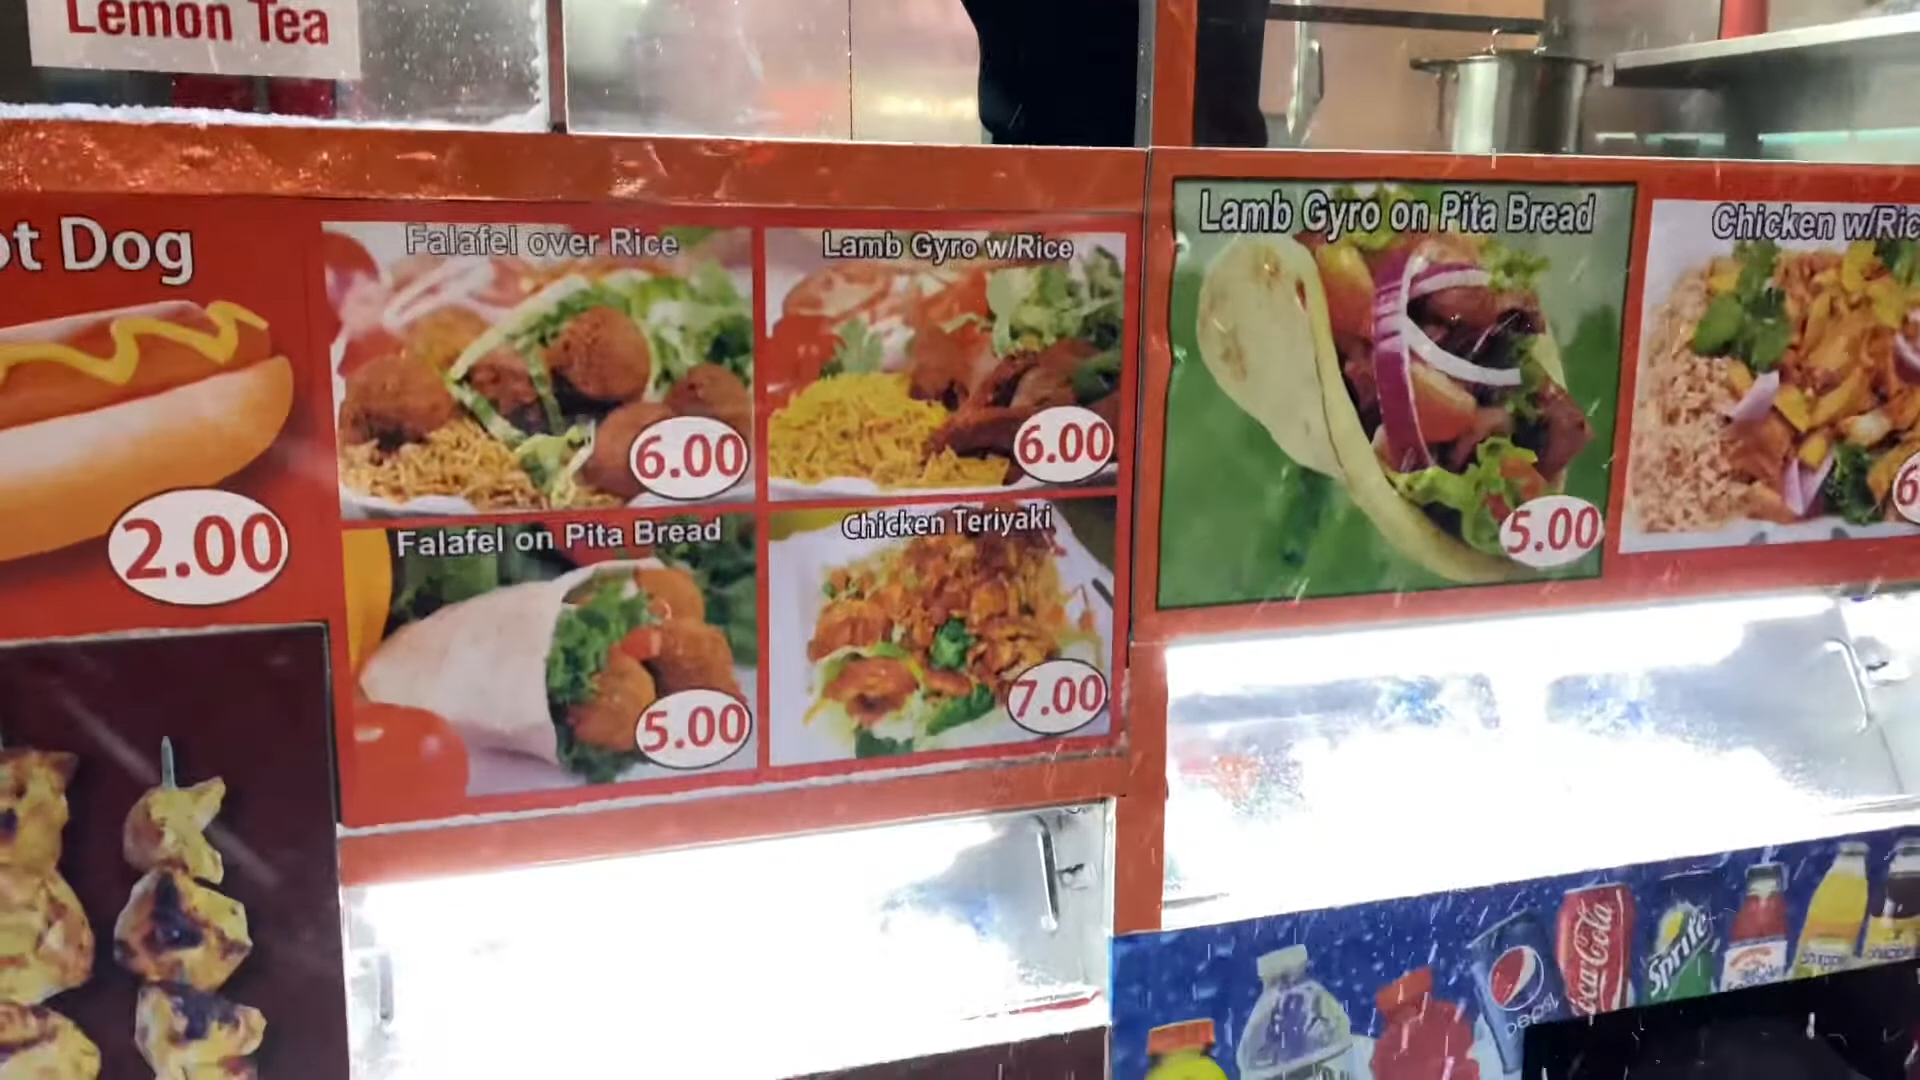 Lemon Tea
ot Dog
2.00
Falafel over Rice
6.00
Lamb Gyro w/Rice
6.00
Falafel on Pita Bread
5.00
Chicken Teriyaki
7.00
Lamb Gyro on Pita Bread
5.00
Chicken w/Ric
6
pepsi
Coca-Cola
Sprite